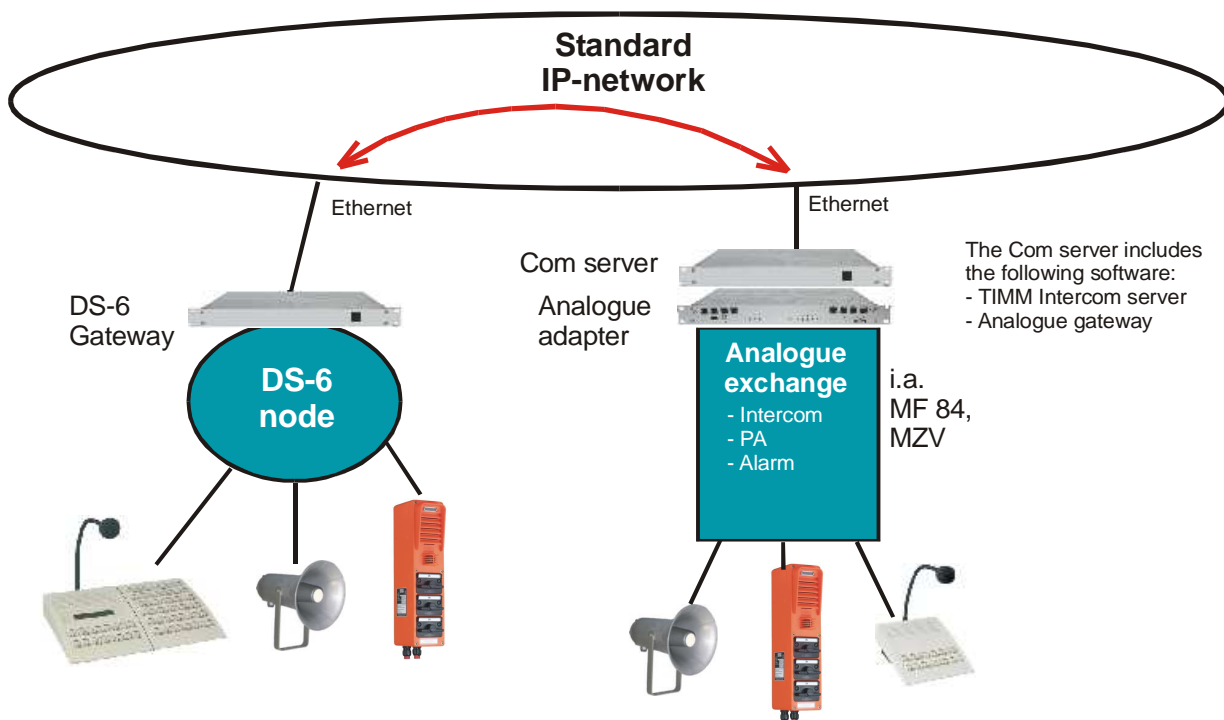 Standard
IP-network
Ethernet
Ethernet
Com server
Analogue
adapter
The Com server includes
the following software:
- TIMM Intercom server
- Analogue gateway
DS-6
Gateway
DS-6
node
Analogue
exchange
- Intercom
- PA
- Alarm
i.a.
MF 84,
MZV